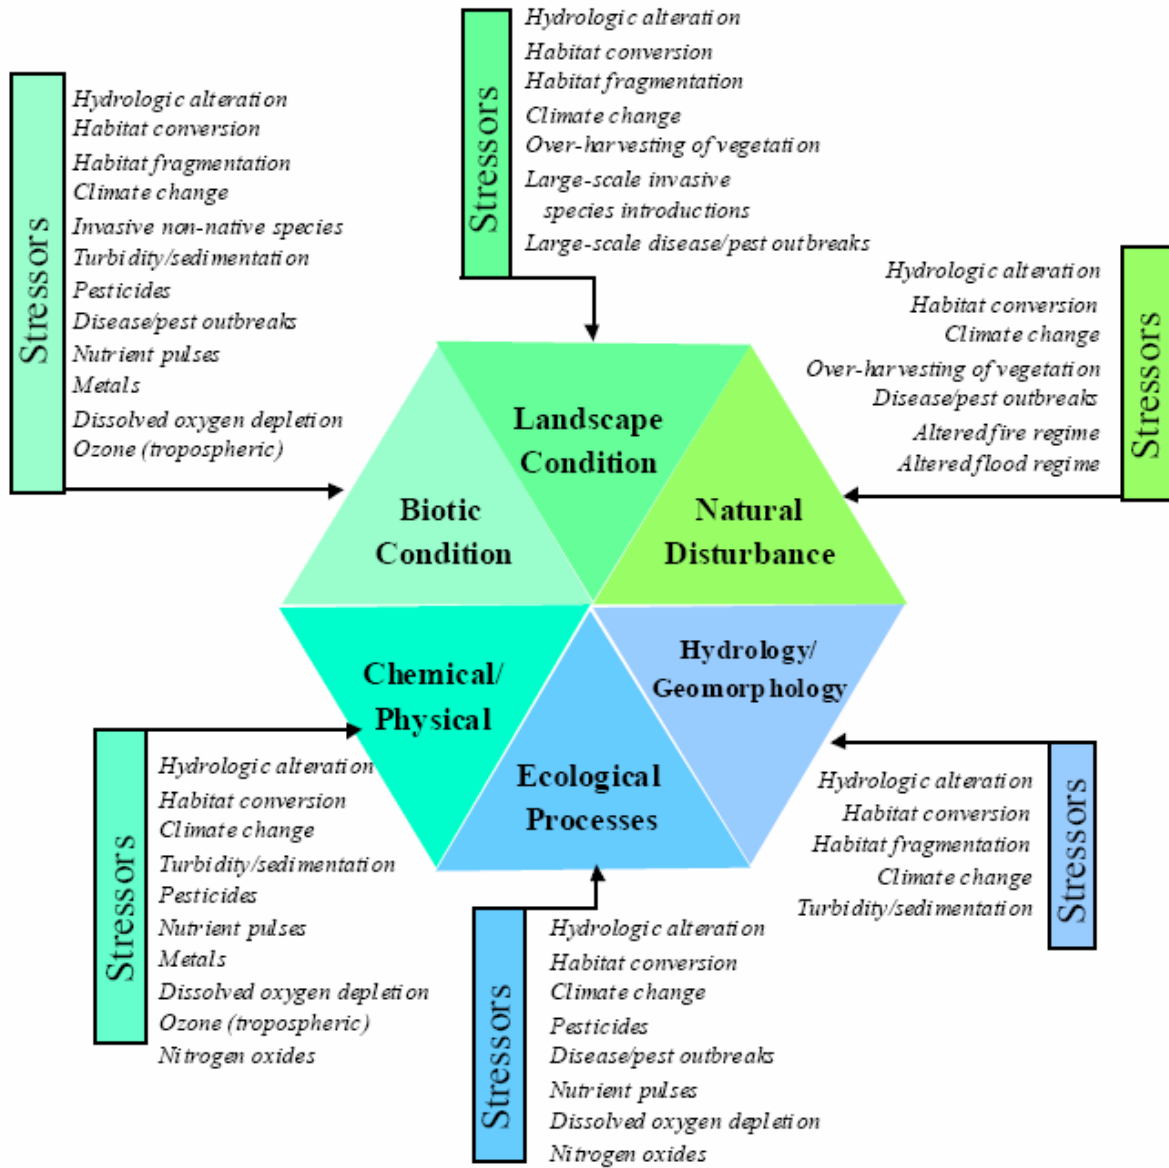 Stressors
Hydrologic alteration
Habitat conversion
Habitat fragmentation
Climate change
Over-harvesting of vegetation
Large-scale invasive
species introductions
Large-scale disease/pest outbreaks
Stressors
Hydrologic alteration
Habitat conversion
Habitat fragmentation
Climate change
Invasive non-native species
Turbidity/sedimentation
Pesticides
Disease/pest outbreaks
Nutrient pulses
Metals
Dissolved oxygen depletion
Ozone (tropospheric)
Stressors
Hydrologic alteration
Habitat conversion
Climate change
Over-harvesting of vegetation
Disease/pest outbreaks
Altered fire regime
Altered flood regime
Landscape
Condition
Biotic
Condition
Natural
Disturbance
Chemical/
Physical
Ecological
Processes
Hydrology/
Geomorphology
Stressors
Hydrologic alteration
Habitat conversion
Climate change
Turbidity/sedimentation
Pesticides
Nutrient pulses
Metals
Dissolved oxygen depletion
Ozone (tropospheric)
Nitrogen oxides
Stressors
Hydrologic alteration
Habitat conversion
Climate change
Pesticides
Disease/pest outbreaks
Nutrient pulses
Dissolved oxygen depletion
Nitrogen oxides
Stressors
Hydrologic alteration
Habitat conversion
Habitat fragmentation
Climate change
Turbidity/sedimentation